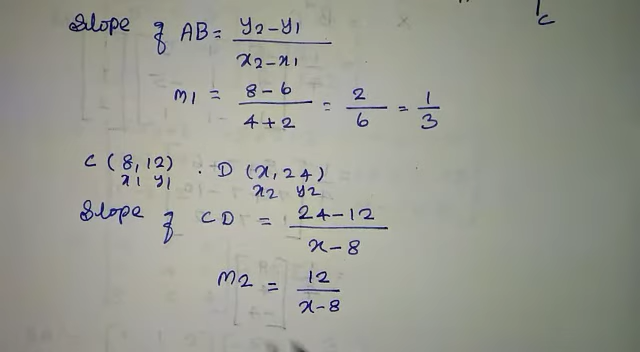 Slope of AB = y2-y1 / x2-x1
m1 = 8-6 / 4+2 = 2/6 = 1/3
C(8,12) . D(x,24)
x1 y1 x2 y2
Slope of CD = 24-12 / x-8
m2 = 12 / x-8